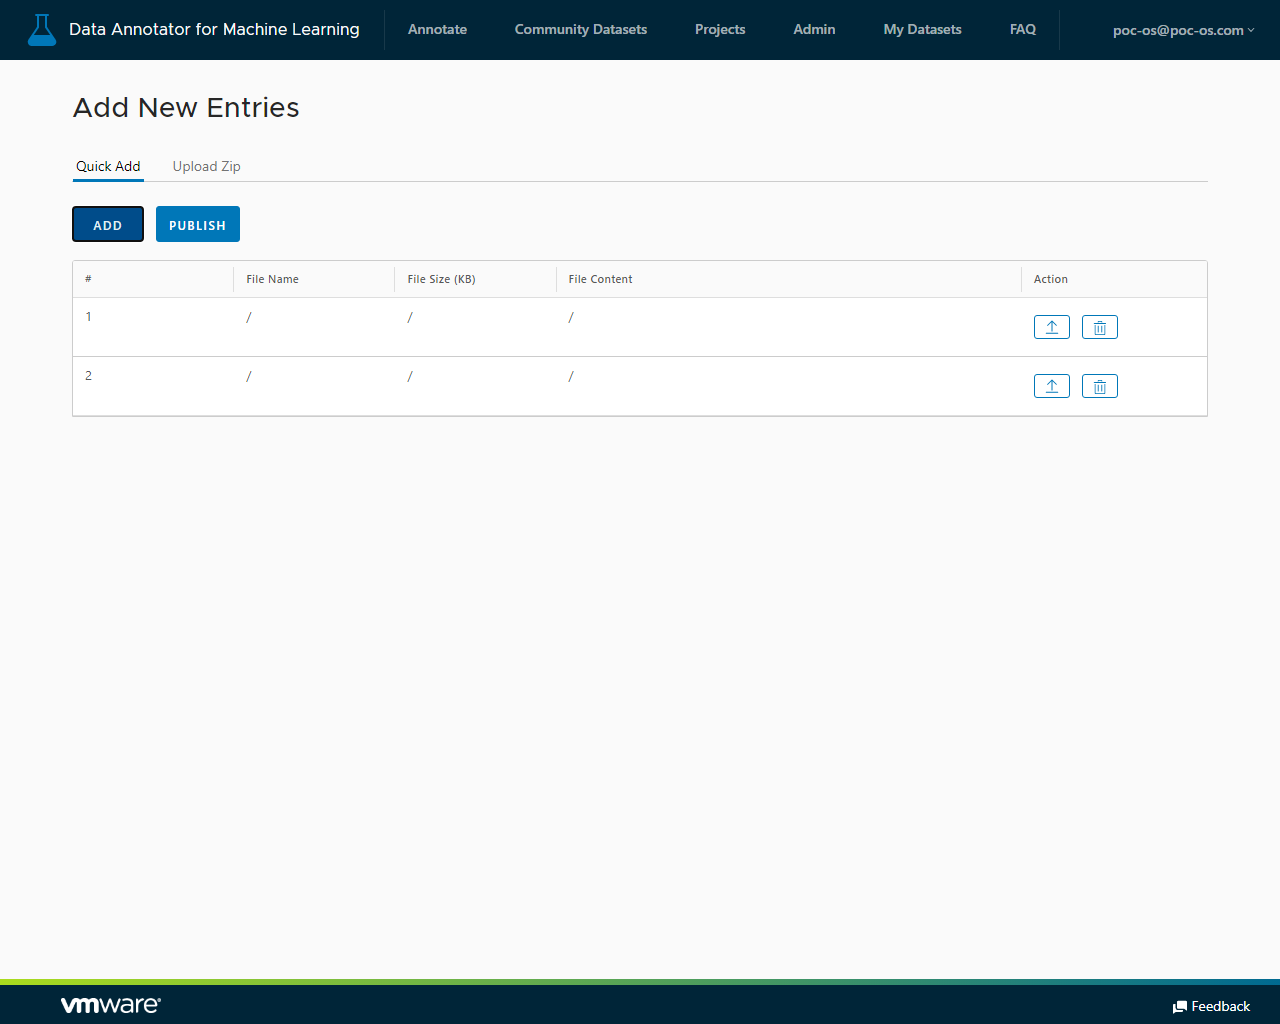 Data Annotator for Machine Learning Annotate Community Datasets Projects Admin My Datasets FAQ poc-os@poc-os.com
Add New Entries
Quick Add Upload Zip
ADD PUBLISH
# File Name File Size (KB) File Content Action
1 / / /
2 / / /
vmware® Feedback